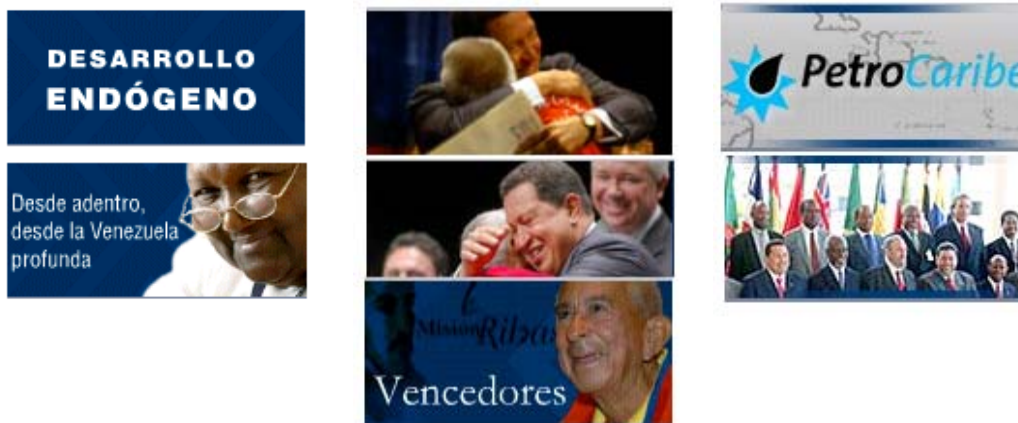 DESARROLLO
ENDÓGENO
Desde adentro,
desde la Venezuela
profunda
Misión Ribas
Vencedores
PetroCaribe